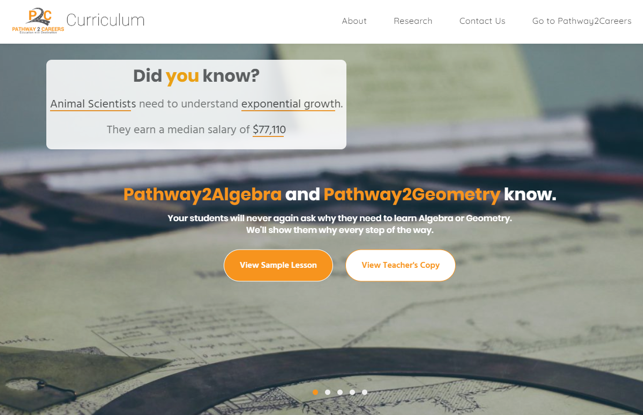 P2C
PATHWAY 2 CAREERS
Curriculum
About
Research
Contact Us
Go to Pathway2Careers
Did you know?
Animal Scientists need to understand exponential growth.
They earn a median salary of $77,110
Pathway2Algebra and Pathway2Geometry know.
Your students will never again ask why they need to learn Algebra or Geometry.
We'll show them why every step of the way.
View Sample Lesson
View Teacher's Copy